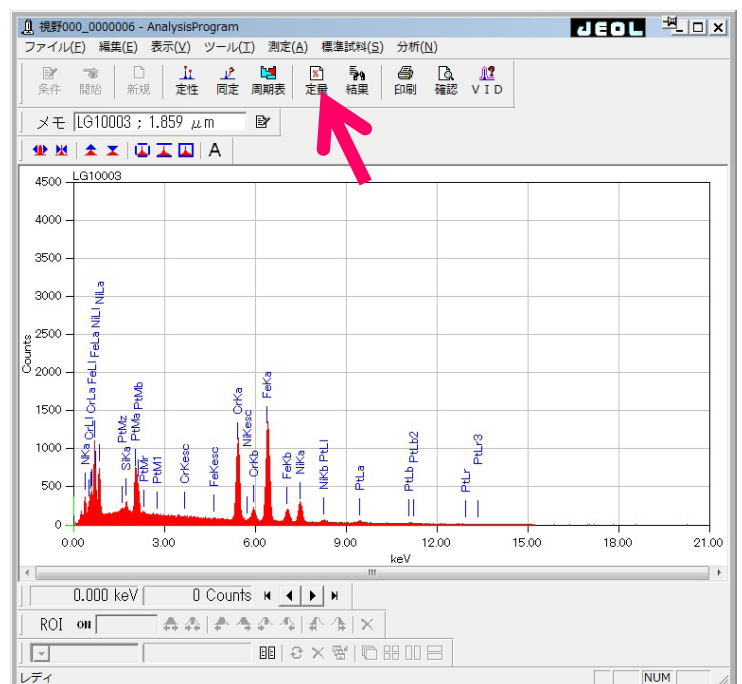 視野000_0000006 - AnalysisProgram
JEOL
ファイル(F) 編集(E) 表示(V) ツール(T) 測定(A) 標準試料(S) 分析(N)
条件 開始 新規 定性 同定 周期表 定量 結果 印刷 確認 VID
メモ LG10003 ; 1.859 μm
A
LG10003
4500
4000
3500
3000
2500
2000
1500
1000
500
0
Counts
NKa
CrLl
CrLa
FeLl
FeLa
NiLl
NiLa
PtMz
SiKa
PtMa
PtMb
PtMr
PtM1
CrKesc
FeKesc
CrKa
NiKesc
CrKb
FeKa
FeKb
NiKa
NiKb
PtLl
PtLa
PtLb
PtLb2
PtLr
PtLr3
0.00 3.00 6.00 9.00 12.00 15.00 18.00 21.00
keV
0.000 keV 0 Counts
ROI ON
レディ NUM